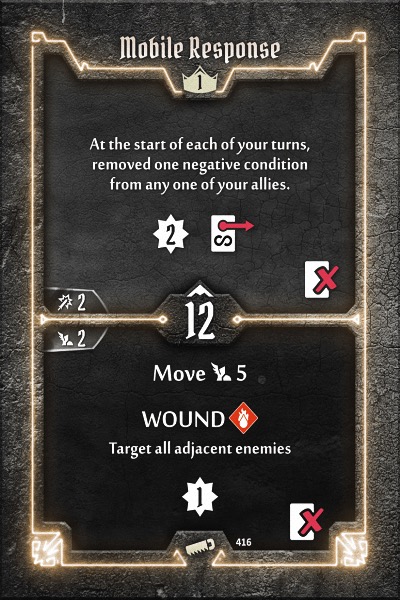 Mobile Response
1
At the start of each of your turns,
removed one negative condition
from any one of your allies.
2
2
12
2
Move 5
WOUND
Target all adjacent enemies
1
416